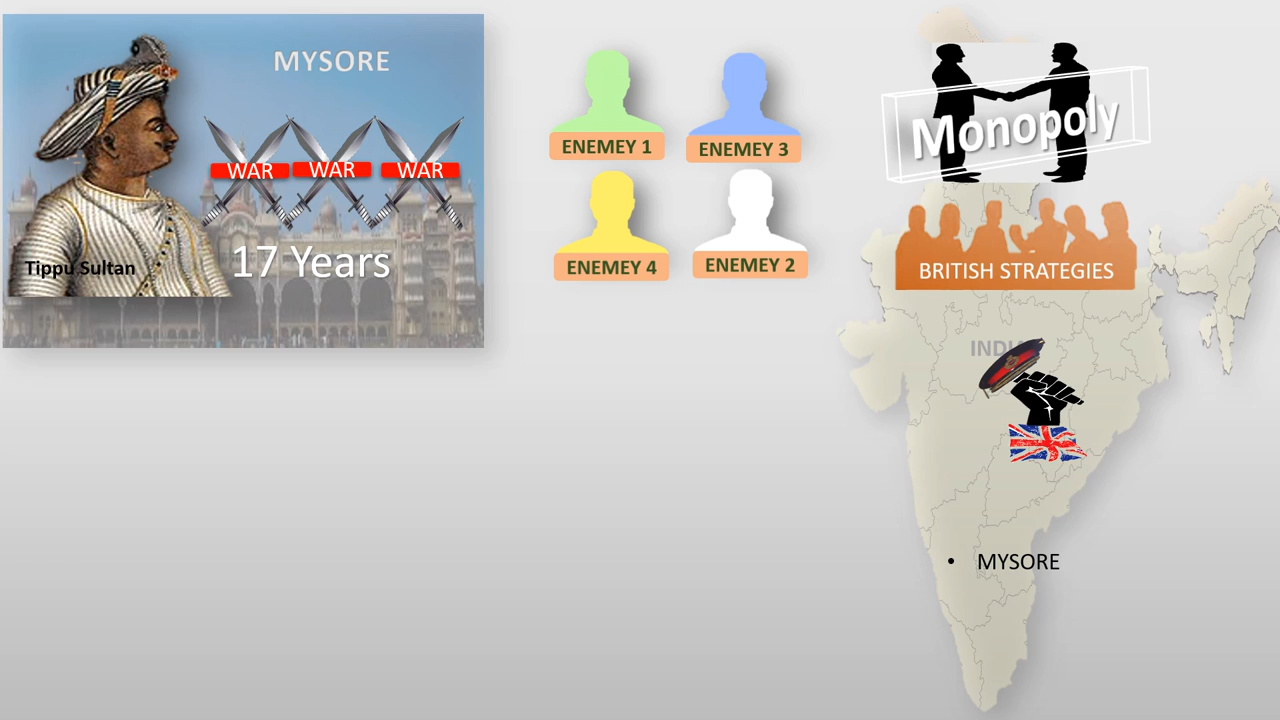 MYSORE
WAR WAR WAR
17 Years
Tippu Sultan
ENEMEY 1
ENEMEY 3
ENEMEY 4
ENEMEY 2
Monopoly
BRITISH STRATEGIES
INDI
• MYSORE